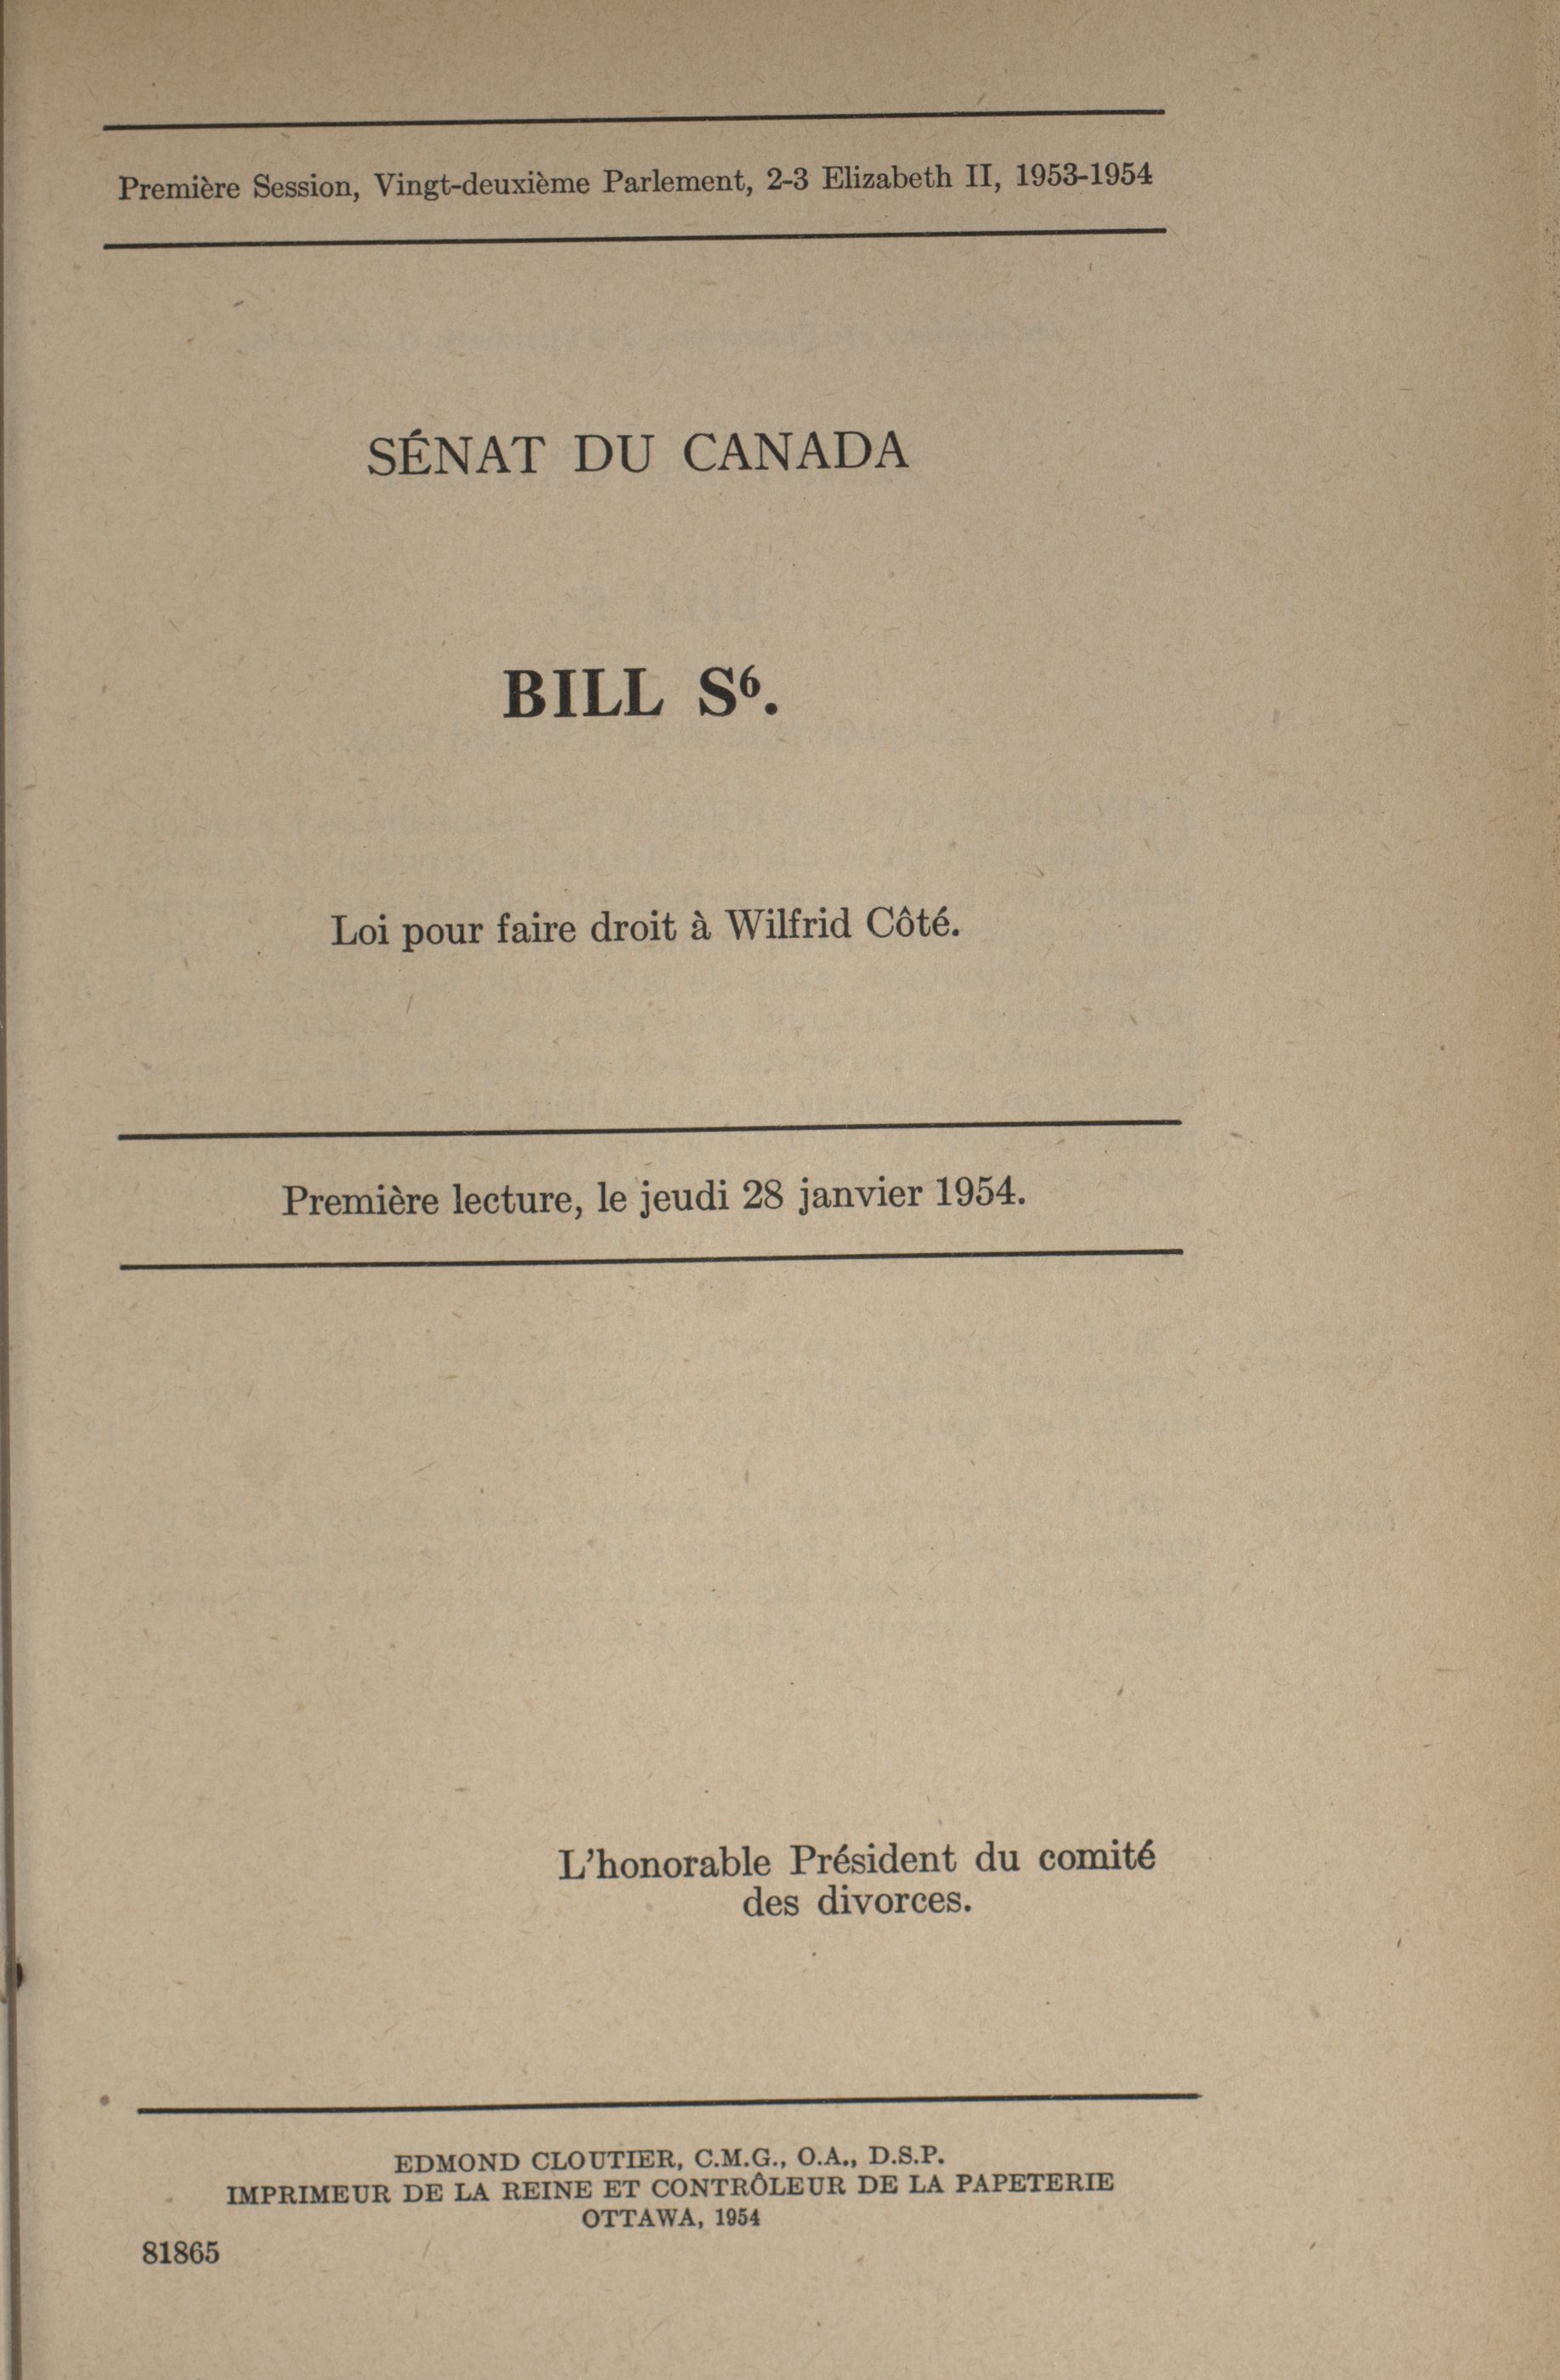 Première Session, Vingt-deuxième Parlement, 2-3 Elizabeth II, 1953-1954
SÉNAT DU CANADA
BILL S⁶.
Loi pour faire droit à Wilfrid Côté.
Première lecture, le jeudi 28 janvier 1954.
L'honorable Président du comité
des divorces.
EDMOND CLOUTIER, C.M.G., O.A., D.S.P.
IMPRIMEUR DE LA REINE ET CONTRÔLEUR DE LA PAPETERIE
OTTAWA, 1954
81865